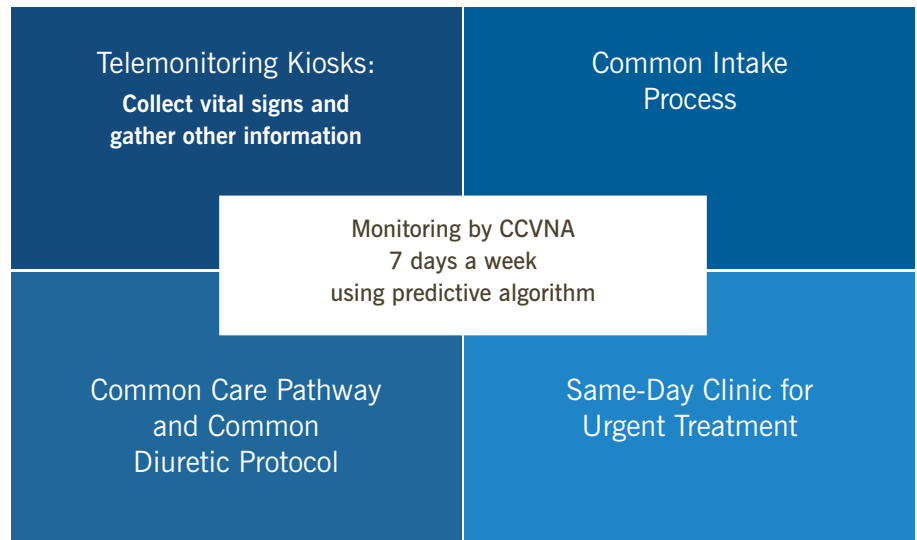 Telemonitoring Kiosks:
Collect vital signs and
gather other information
Common Intake
Process
Monitoring by CCVNA
7 days a week
using predictive algorithm
Common Care Pathway
and Common
Diuretic Protocol
Same-Day Clinic for
Urgent Treatment